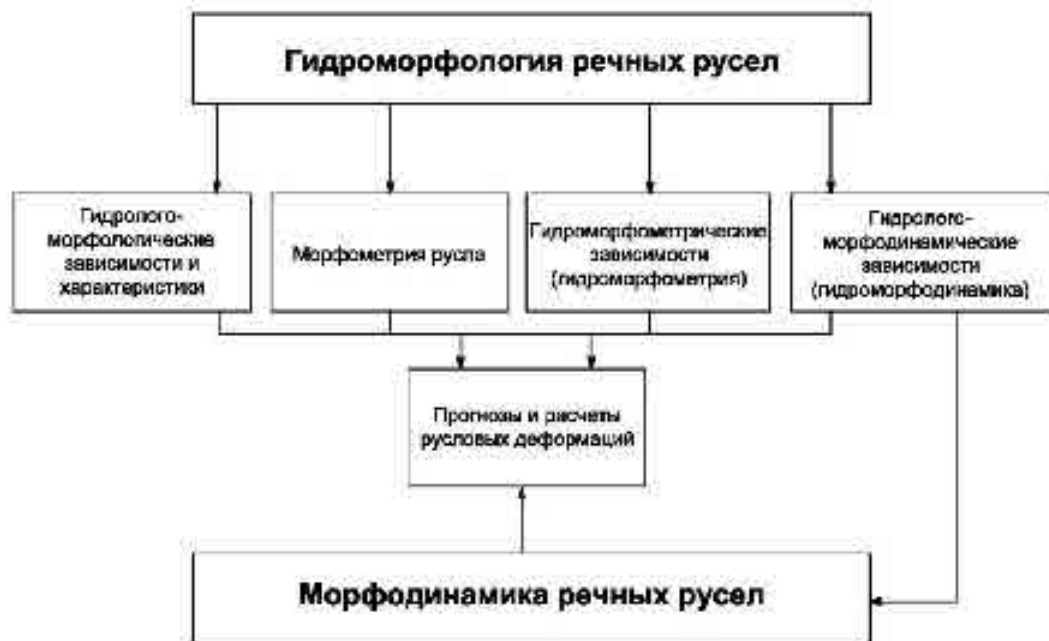 Гидроморфология речных русел
Гидролого-
морфологические
зависимости и
характеристики
Морфометрия русла
Гидроморфометрические
зависимости
(гидроморфометрия)
Гидролого-
морфодинамические
зависимости
(гидроморфодинамика)
Прогнозы и расчеты
русловых деформаций
Морфодинамика речных русел